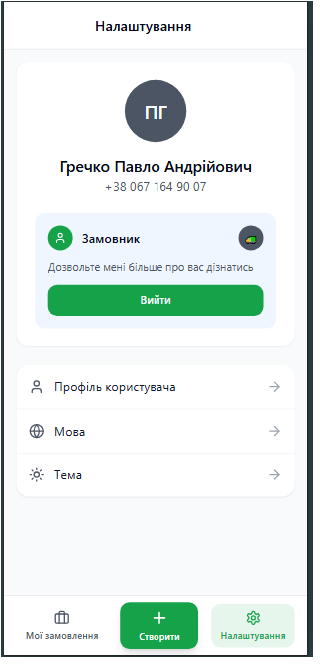 Налаштування
ПГ
Гречко Павло Андрійович
+38 067 164 90 07
Замовник
Дозвольте мені більше про вас дізнатись
Вийти
Профіль користувача
Мова
Тема
Мої замовлення
Створити
Налаштування